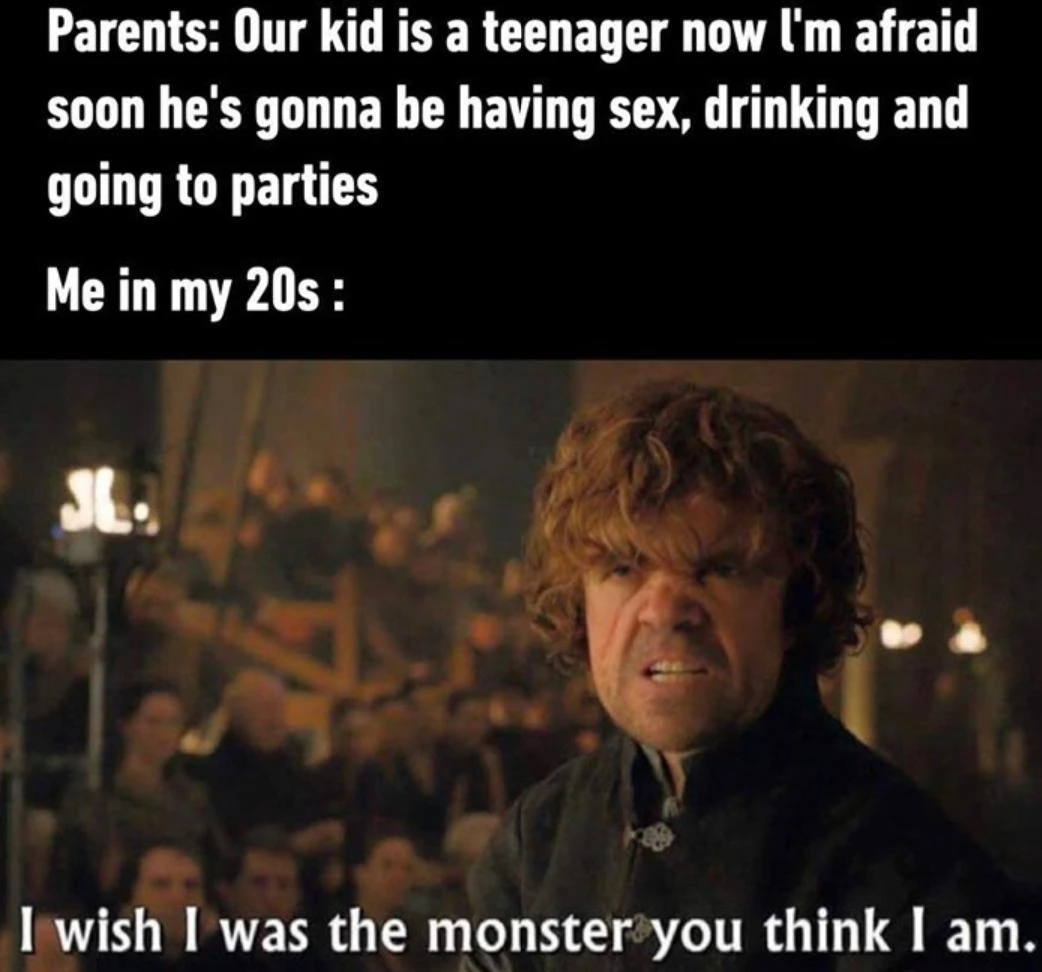 Parents: Our kid is a teenager now l'm afraid
soon he's gonna be having sex, drinking and
going to parties
Me in my 20s :
I wish I was the monster you think I am.